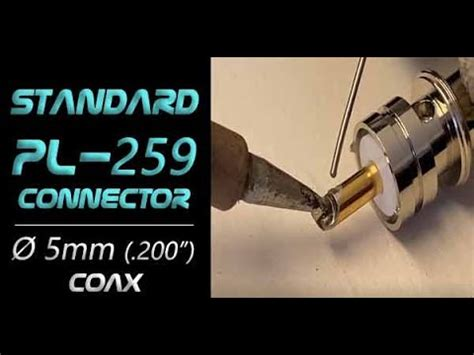 STANDARD
PL-259
CONNECTOR
Ø 5mm (.200”)
COAX